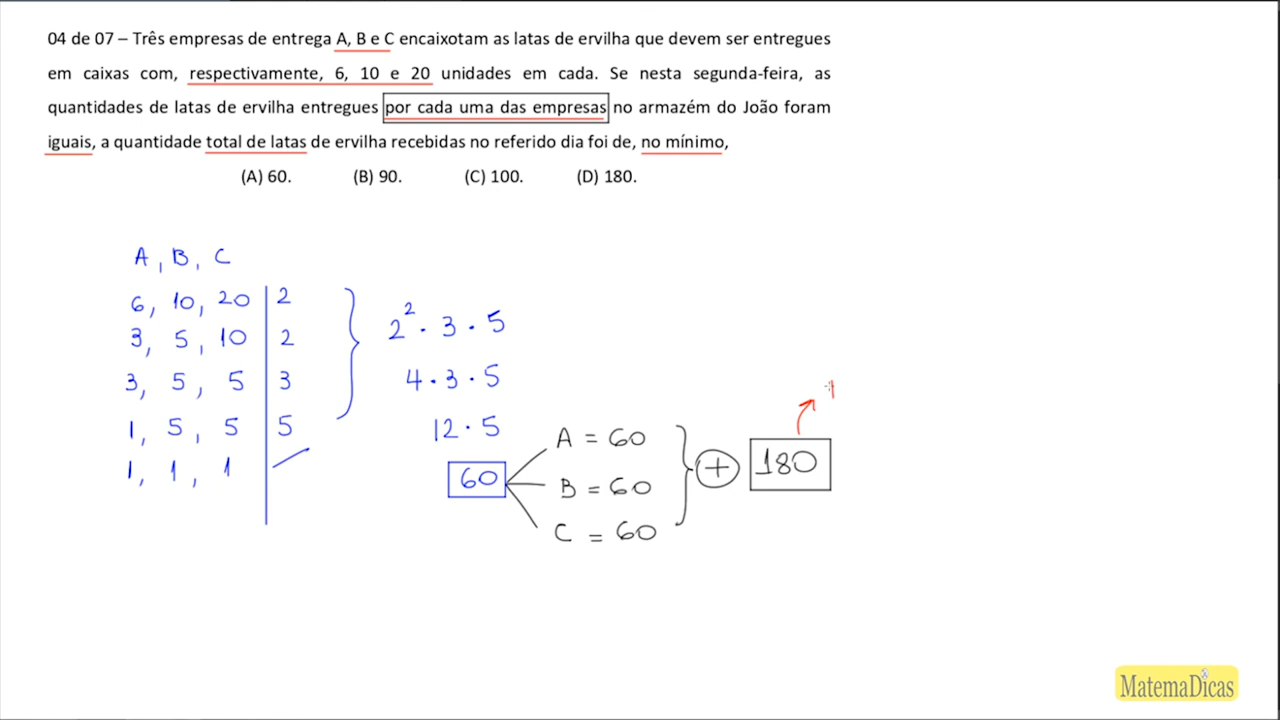 04 de 07 – Três empresas de entrega A, B e C encaixotam as latas de ervilha que devem ser entregues
em caixas com, respectivamente, 6, 10 e 20 unidades em cada. Se nesta segunda-feira, as
quantidades de latas de ervilha entregues por cada uma das empresas no armazém do João foram
iguais, a quantidade total de latas de ervilha recebidas no referido dia foi de, no mínimo,
(A) 60. (B) 90. (C) 100. (D) 180.
A, B, C
6, 10, 20 | 2
3, 5, 10 | 2
3, 5, 5 | 3
1, 5, 5 | 5
1, 1, 1
2² · 3 · 5
4 · 3 · 5
12 · 5
60
A = 60
B = 60
C = 60
+ 180
MatemaDicas